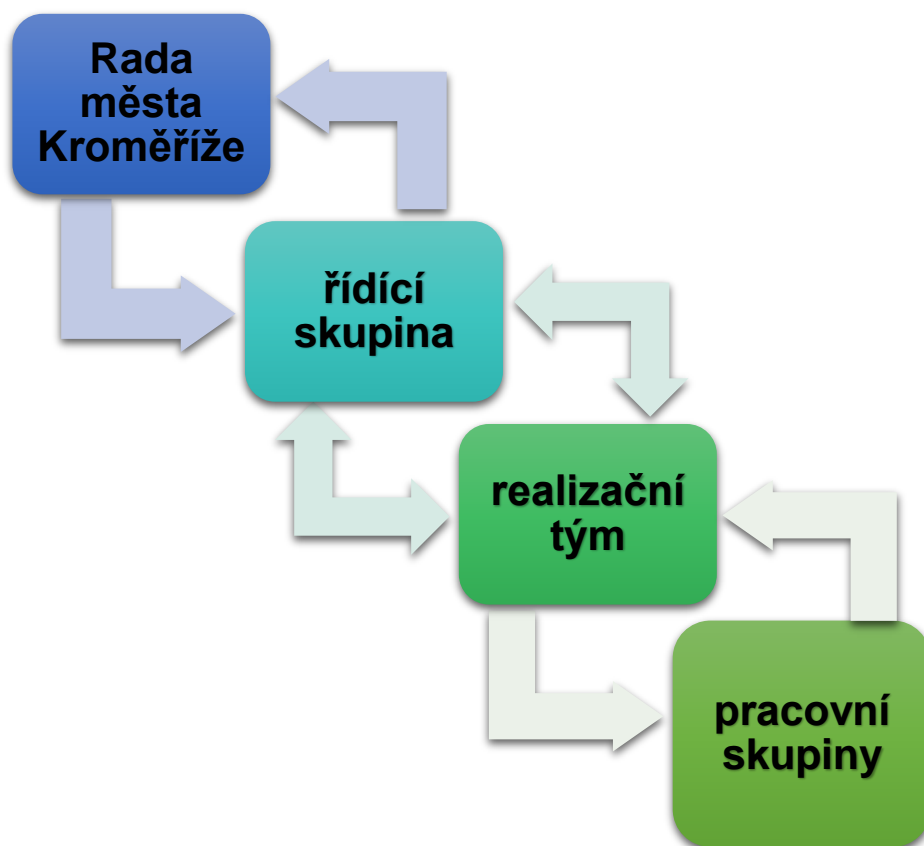 Rada
města
Kroměříže
řídící
skupina
realizační
tým
pracovní
skupiny